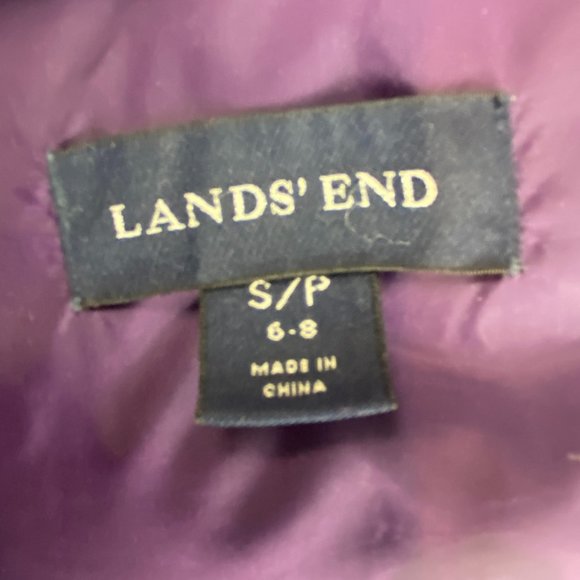 LANDS' END
S/P
6-8
MADE IN
CHINA